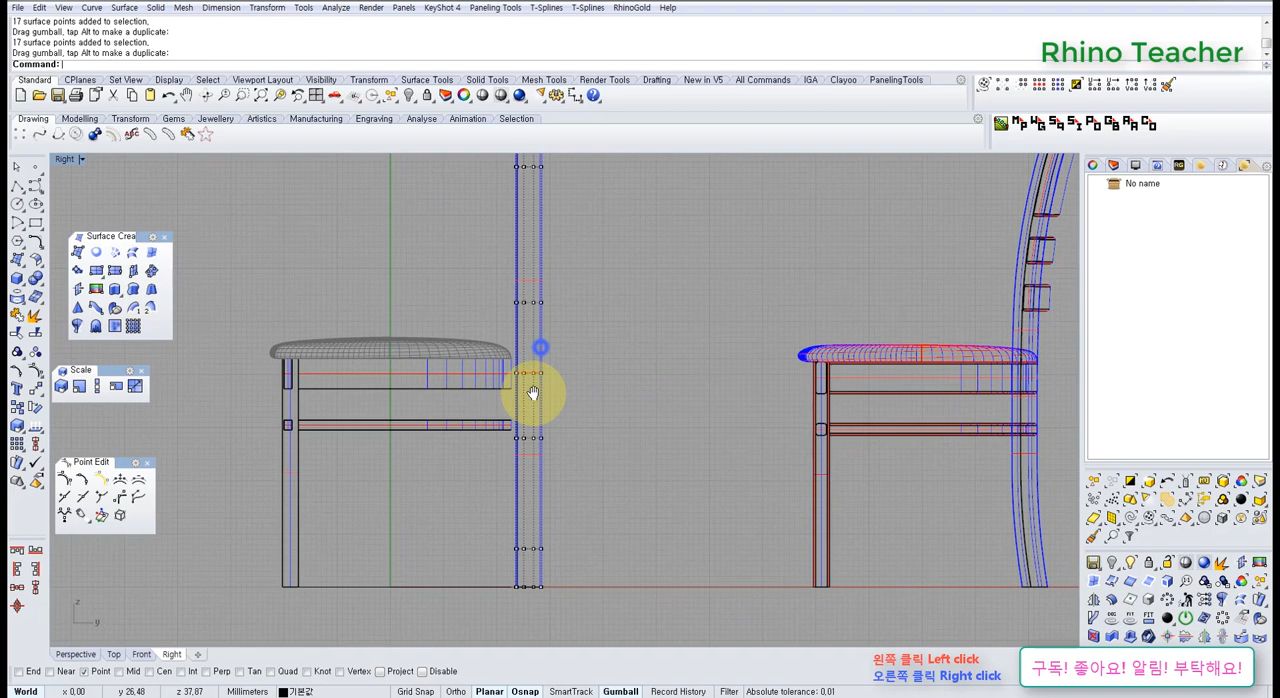 File Edit View Curve Surface Solid Mesh Dimension Transform Tools Analyze Render Panels KeyShot 4 Paneling Tools T-Splines T-Splines RhinoGold Help
17 surface points added to selection,
Drag gumball, tap Alt to make a duplicate:
17 surface points added to selection,
Drag gumball, tap Alt to make a duplicate:
Command:
Rhino Teacher
Standard CPlanes Set View Display Select Viewport Layout Visibility Transform Curve Tools Surface Tools Solid Tools Mesh Tools Render Tools Drafting New in V5 All Commands IGA Clayoo PanelingTools
Drawing Modelling Transform Gems Jewellery Artistics Manufacturing Engraving Analyse Animation Selection
Right
No name
Surface Crea
Scale
Point Edit
z
y
Perspective Top Front Right
End Near Point Mid Cen Int Perp Tan Quad Knot Vertex Project Disable
왼쪽 클릭 Left click
오른쪽 클릭 Right click
구독! 좋아요! 알림! 부탁해요!
World x 0,00 y 26,48 z 37,87 Millimeters 기본값 Grid Snap Ortho Planar Osnap SmartTrack Gumball Record History Filter Absolute tolerance: 0,01